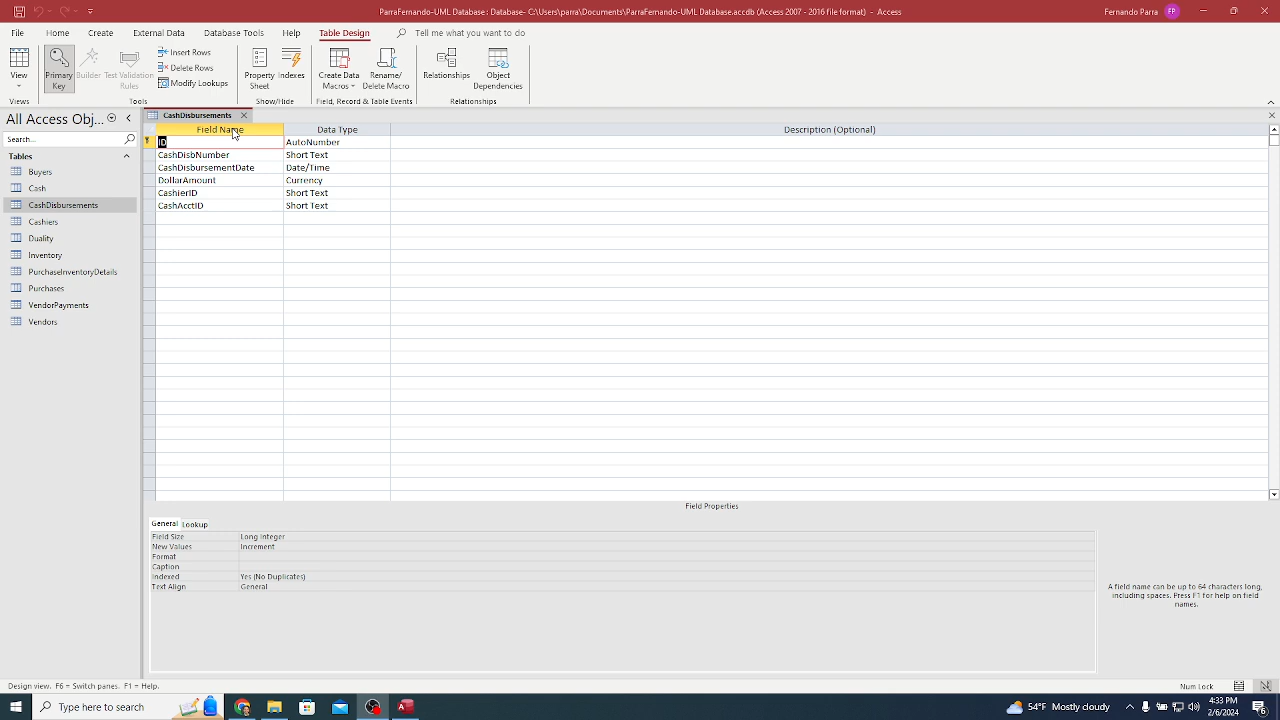 ParraFernando-UML Database : Database- C:\Users\parra\Documents\ParraFernando-UML Database.accdb (Access 2007 - 2016 file format) - Access
Fernando Parra FP
File Home Create External Data Database Tools Help Table Design Tell me what you want to do
View
Primary Key
Builder
Test Validation Rules
Insert Rows
Delete Rows
Modify Lookups
Property Sheet
Indexes
Create Data Macros
Rename/ Delete Macro
Relationships
Object Dependencies
Views Tools Show/Hide Field, Record & Table Events Relationships
All Access Obj...
Search...
Tables
Buyers
Cash
CashDisbursements
Cashiers
Duality
Inventory
PurchaseInventoryDetails
Purchases
VendorPayments
Vendors
CashDisbursements
Field Name Data Type Description (Optional)
ID AutoNumber
CashDisbNumber Short Text
CashDisbursementDate Date/Time
DollarAmount Currency
CashierID Short Text
CashAcctID Short Text
Field Properties
General Lookup
Field Size Long Integer
New Values Increment
Format
Caption
Indexed Yes (No Duplicates)
Text Align General
A field name can be up to 64 characters long,
including spaces. Press F1 for help on field
names.
Design view. F6 = Switch panes. F1 = Help.
Num Lock
Type here to search
54°F Mostly cloudy
4:33 PM
2/6/2024